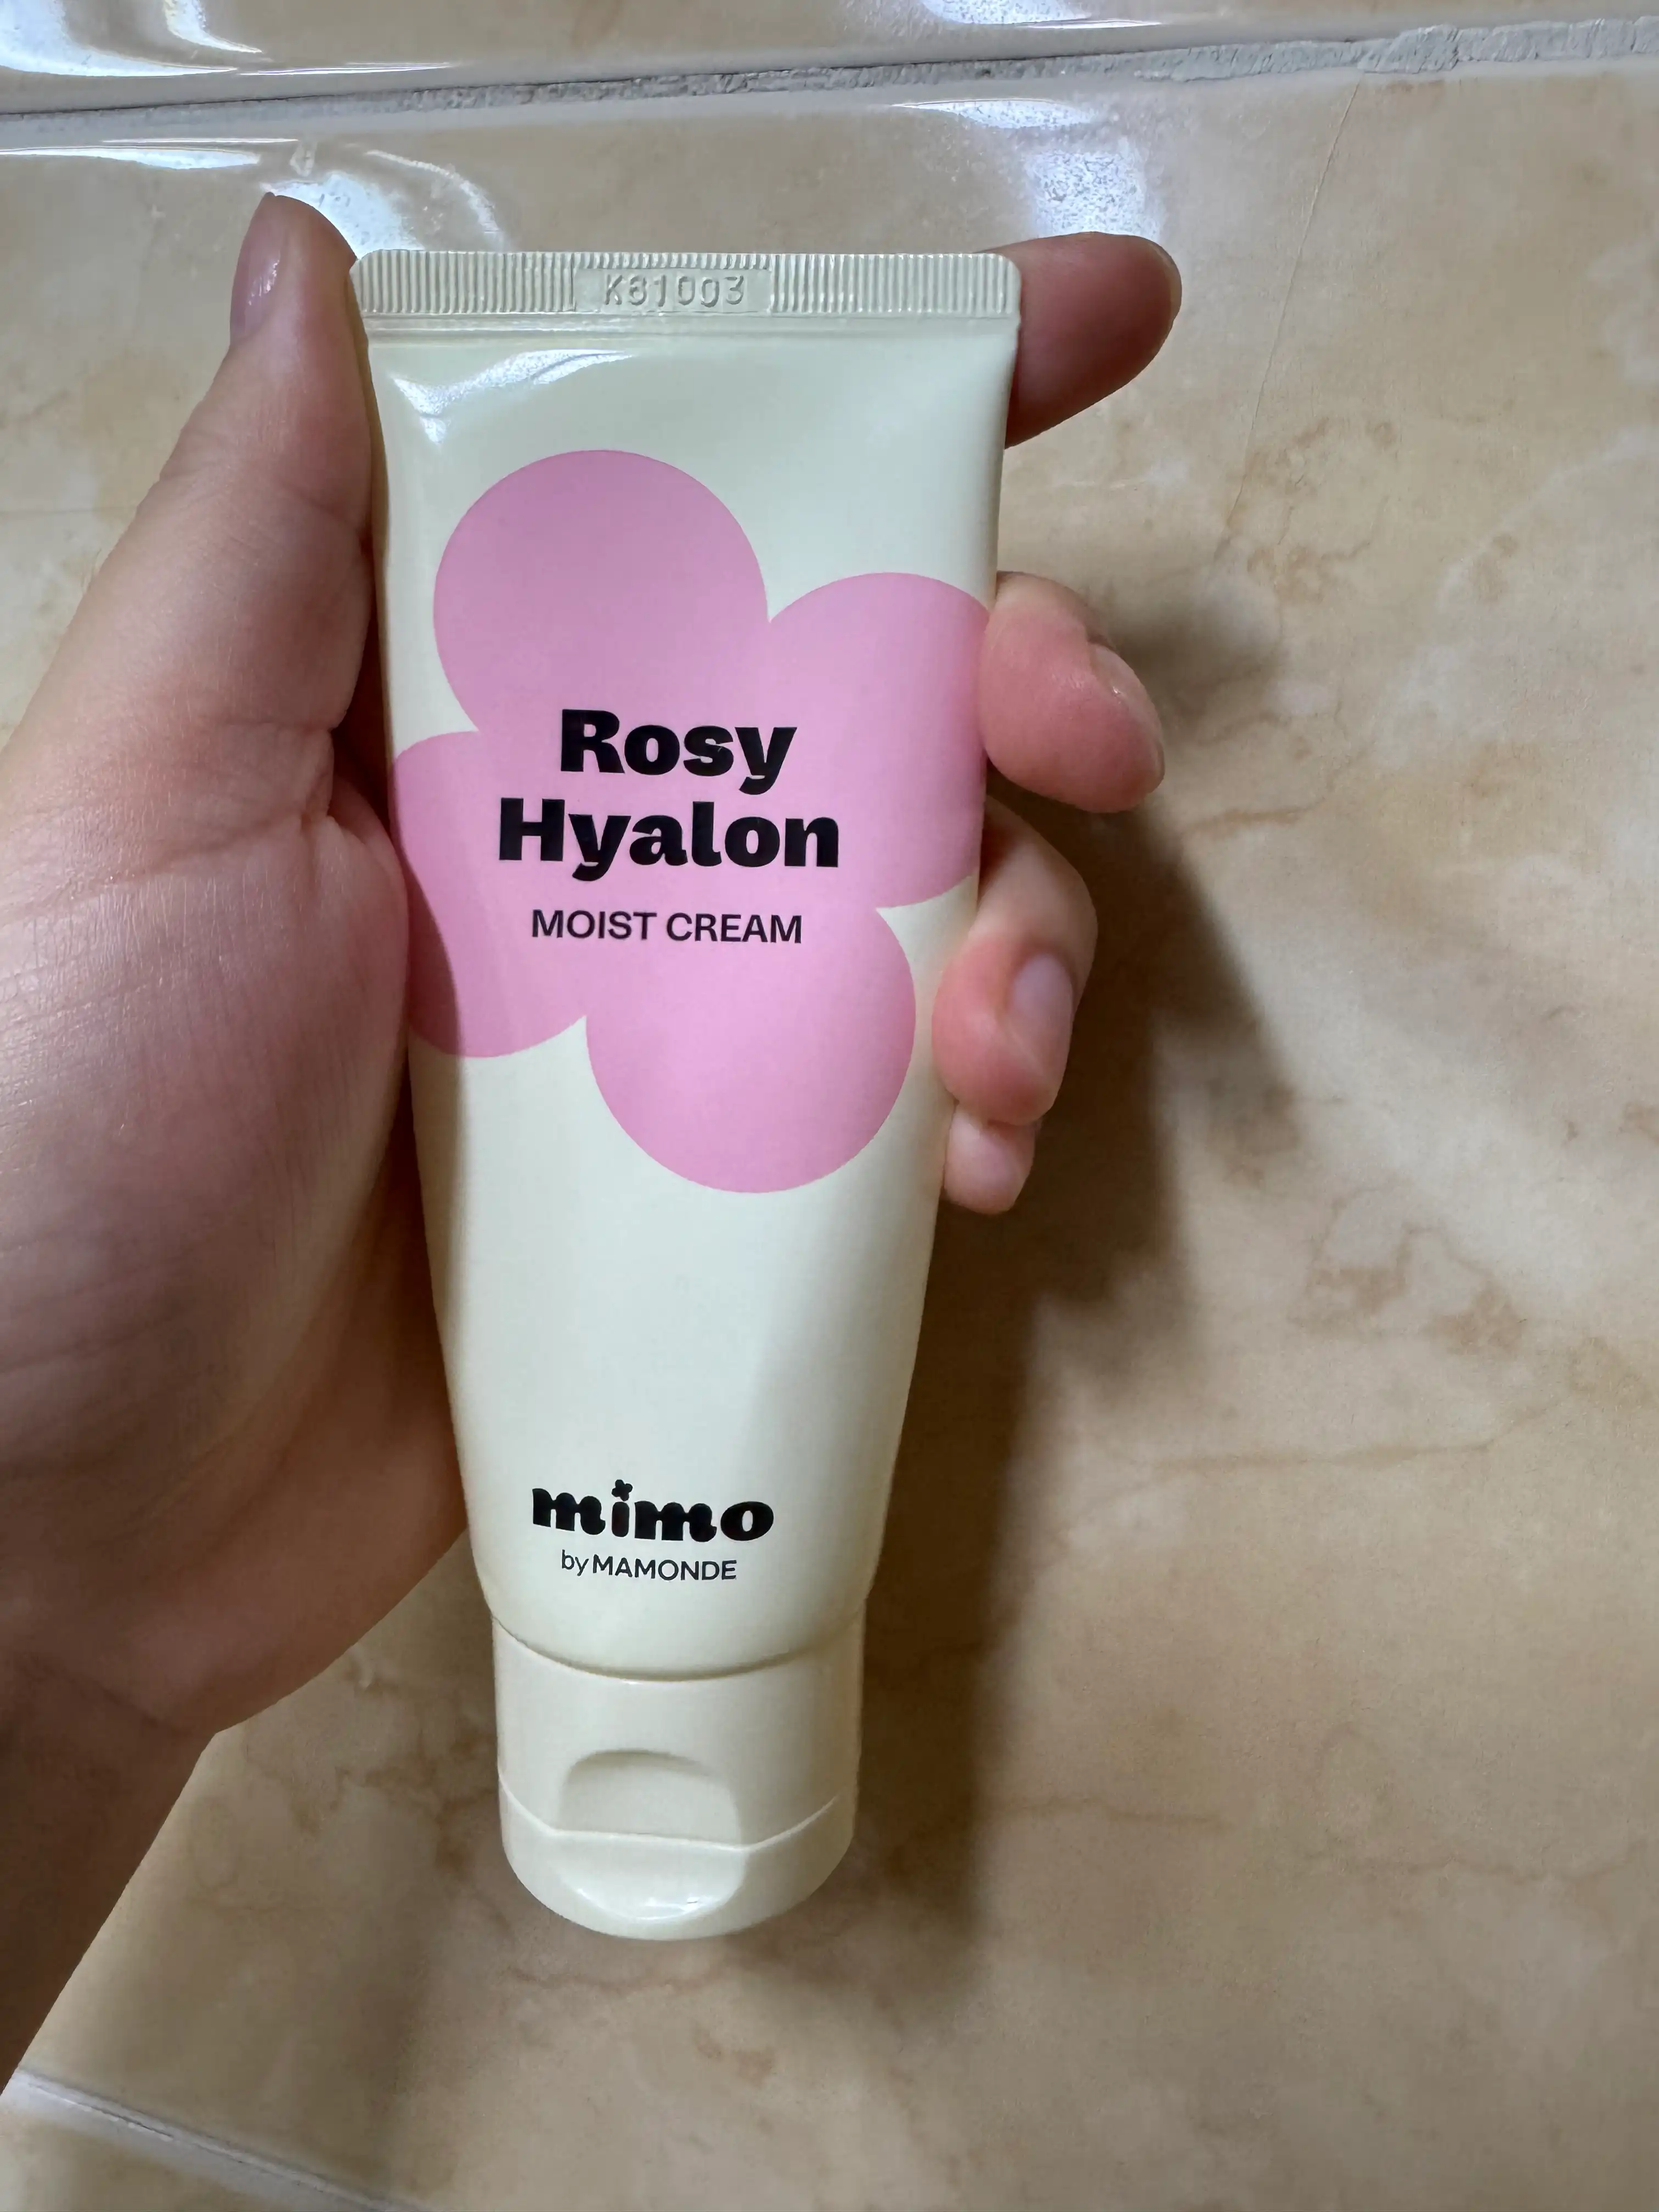 K81003
Rosy
Hyalon
MOIST CREAM
mimo
by MAMONDE